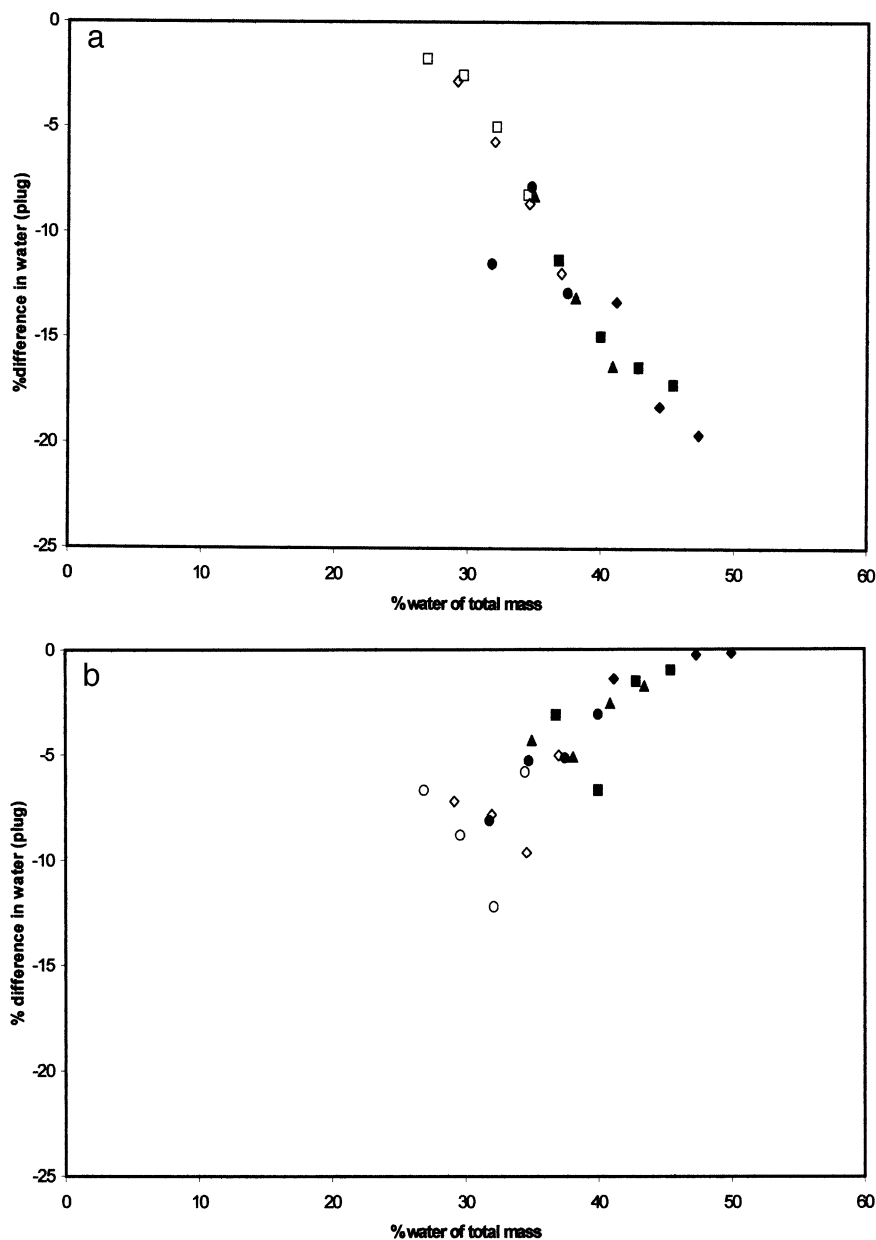 a
0
-5
-10
-15
-20
-25
%difference in water (plug)
0 10 20 30 40 50 60
%water of total mass
b
0
-5
-10
-15
-20
-25
% difference in water (plug)
0 10 20 30 40 50 60
%water of total mass